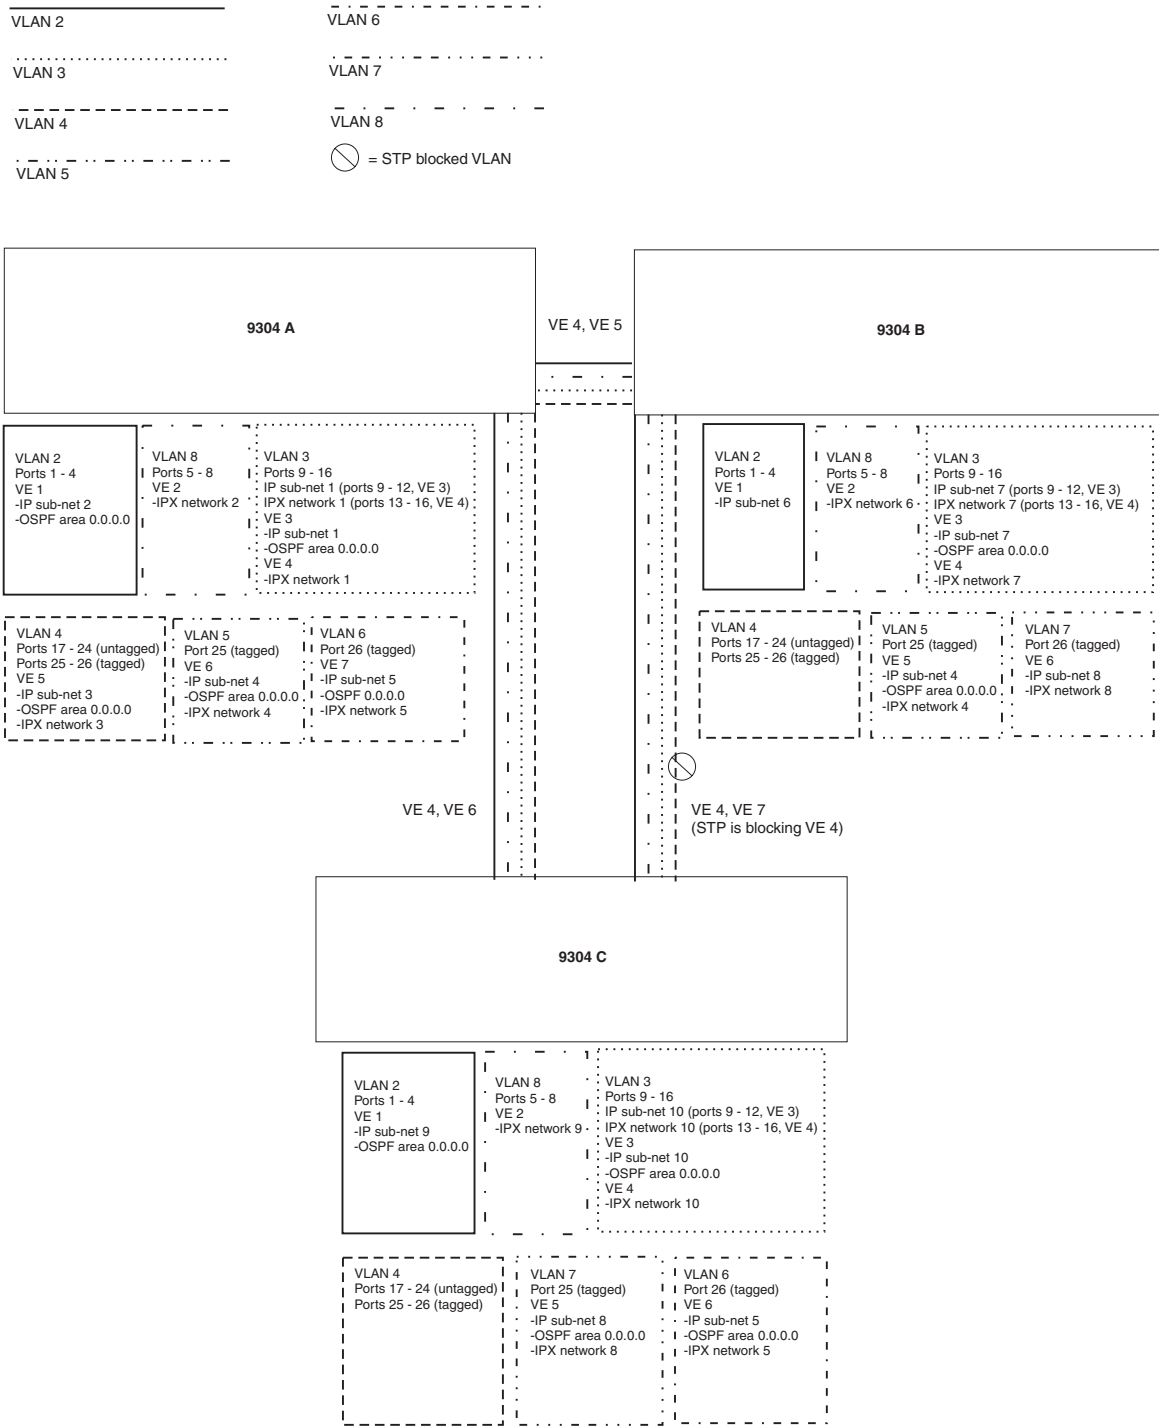 VLAN 2
VLAN 6
VLAN 3
VLAN 7
VLAN 4
VLAN 8
VLAN 5
= STP blocked VLAN
9304 A
VE 4, VE 5
9304 B
VLAN 2
Ports 1 - 4
VE 1
-IP sub-net 2
-OSPF area 0.0.0.0
VLAN 8
Ports 5 - 8
VE 2
-IPX network 2
VLAN 3
Ports 9 - 16
IP sub-net 1 (ports 9 - 12, VE 3)
IPX network 1 (ports 13 - 16, VE 4)
VE 3
-IP sub-net 1
-OSPF area 0.0.0.0
VE 4
-IPX network 1
VLAN 2
Ports 1 - 4
VE 1
-IP sub-net 6
VLAN 8
Ports 5 - 8
VE 2
-IPX network 6
VLAN 3
Ports 9 - 16
IP sub-net 7 (ports 9 - 12, VE 3)
IPX network 7 (ports 13 - 16, VE 4)
VE 3
-IP sub-net 7
-OSPF area 0.0.0.0
VE 4
-IPX network 7
VLAN 4
Ports 17 - 24 (untagged)
Ports 25 - 26 (tagged)
VE 5
-IP sub-net 3
-OSPF area 0.0.0.0
-IPX network 3
VLAN 5
Port 25 (tagged)
VE 6
-IP sub-net 4
-OSPF area 0.0.0.0
-IPX network 4
VLAN 6
Port 26 (tagged)
VE 7
-IP sub-net 5
-OSPF 0.0.0.0
-IPX network 5
VLAN 4
Ports 17 - 24 (untagged)
Ports 25 - 26 (tagged)
VLAN 5
Port 25 (tagged)
VE 5
-IP sub-net 4
-OSPF area 0.0.0.0
-IPX network 4
VLAN 7
Port 26 (tagged)
VE 6
-IP sub-net 8
-IPX network 8
VE 4, VE 6
VE 4, VE 7
(STP is blocking VE 4)
9304 C
VLAN 2
Ports 1 - 4
VE 1
-IP sub-net 9
-OSPF area 0.0.0.0
VLAN 8
Ports 5 - 8
VE 2
-IPX network 9
VLAN 3
Ports 9 - 16
IP sub-net 10 (ports 9 - 12, VE 3)
IPX network 10 (ports 13 - 16, VE 4)
VE 3
-IP sub-net 10
-OSPF area 0.0.0.0
VE 4
-IPX network 10
VLAN 4
Ports 17 - 24 (untagged)
Ports 25 - 26 (tagged)
VLAN 7
Port 25 (tagged)
VE 5
-IP sub-net 8
-OSPF area 0.0.0.0
-IPX network 8
VLAN 6
Port 26 (tagged)
VE 6
-IP sub-net 5
-OSPF area 0.0.0.0
-IPX network 5